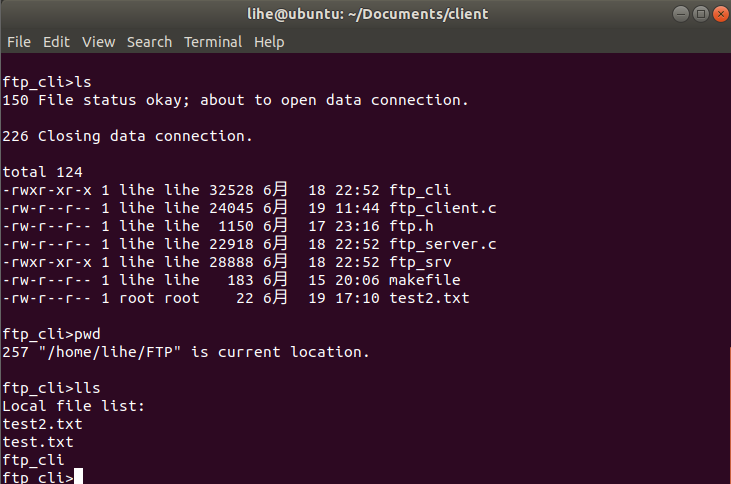 lihe@ubuntu: ~/Documents/client
File Edit View Search Terminal Help
ftp_cli>ls
150 File status okay; about to open data connection.
226 Closing data connection.
total 124
-rwxr-xr-x 1 lihe lihe 32528 6月  18 22:52 ftp_cli
-rw-r--r-- 1 lihe lihe 24045 6月  19 11:44 ftp_client.c
-rw-r--r-- 1 lihe lihe  1150 6月  17 23:16 ftp.h
-rw-r--r-- 1 lihe lihe 22918 6月  18 22:52 ftp_server.c
-rwxr-xr-x 1 lihe lihe 28888 6月  18 22:52 ftp_srv
-rw-r--r-- 1 lihe lihe   183 6月  15 20:06 makefile
-rw-r--r-- 1 root root    22 6月  19 17:10 test2.txt
ftp_cli>pwd
257 "/home/lihe/FTP" is current location.
ftp_cli>lls
Local file list:
test2.txt
test.txt
ftp_cli
ftp_cli>